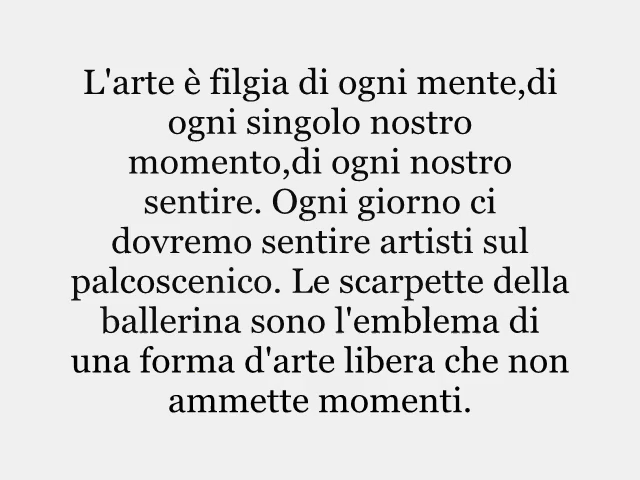 L'arte è filgia di ogni mente,di
ogni singolo nostro
momento,di ogni nostro
sentire. Ogni giorno ci
dovremo sentire artisti sul
palcoscenico. Le scarpette della
ballerina sono l'emblema di
una forma d'arte libera che non
ammette momenti.